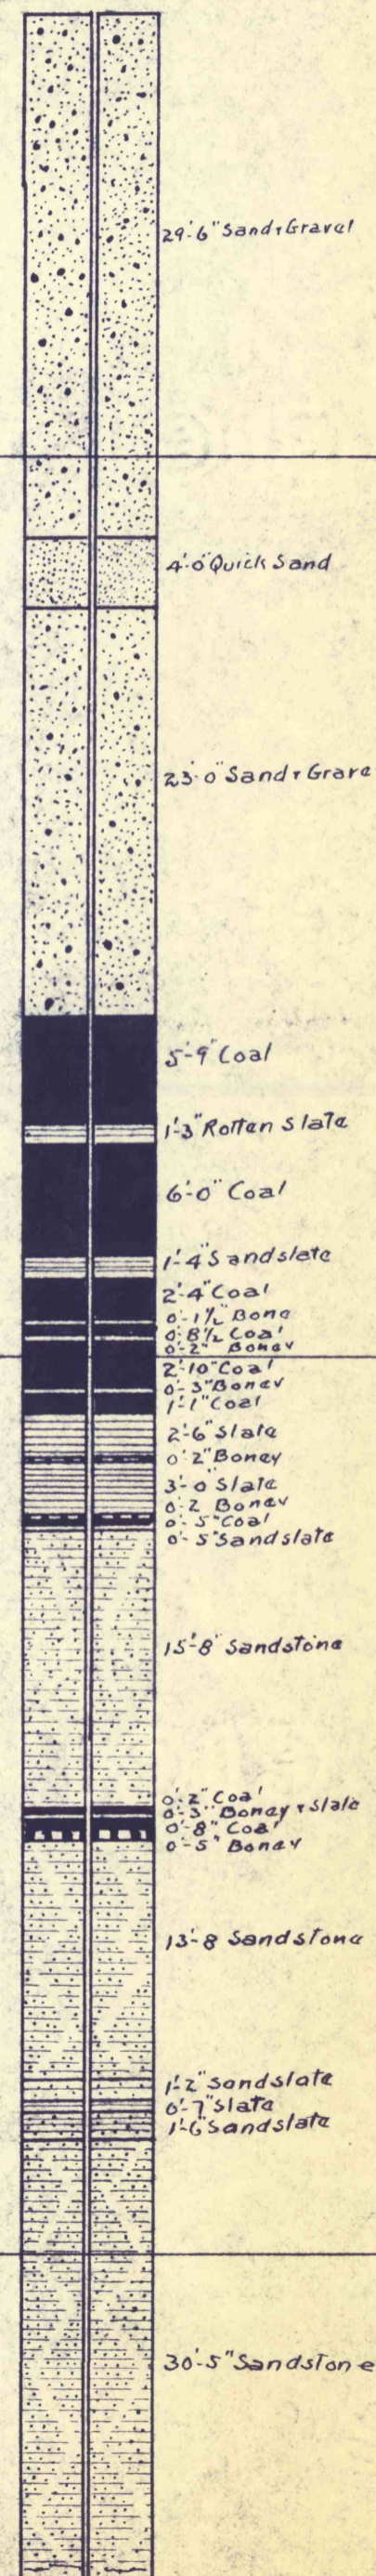 29'-6" Sand & Gravel
4'-0" Quick Sand
23'-0" Sand & Grave
5'-9" Coal
1'-3" Rotten Slate
6'-0" Coal
1'-4" Sandslate
2'-4" Coal
0'-1½" Bone
0'-8½ Coal
0'-2" Boney
2'-10" Coal
0'-3" Boney
1'-1" Coal
2'-6" Slate
0'-2" Boney
3'-0" Slate
0'-2 Boney
0'-5" Coal
0'-5" Sandslate
15'-8" Sandstone
0'-2" Coal
0'-3" Boney & Slate
0'-8" Coal
0'-5" Boney
13'-8 Sandstone
1'-2" Sandslate
0'-7" Slate
1'-6" Sandslate
30'-5" Sandstone